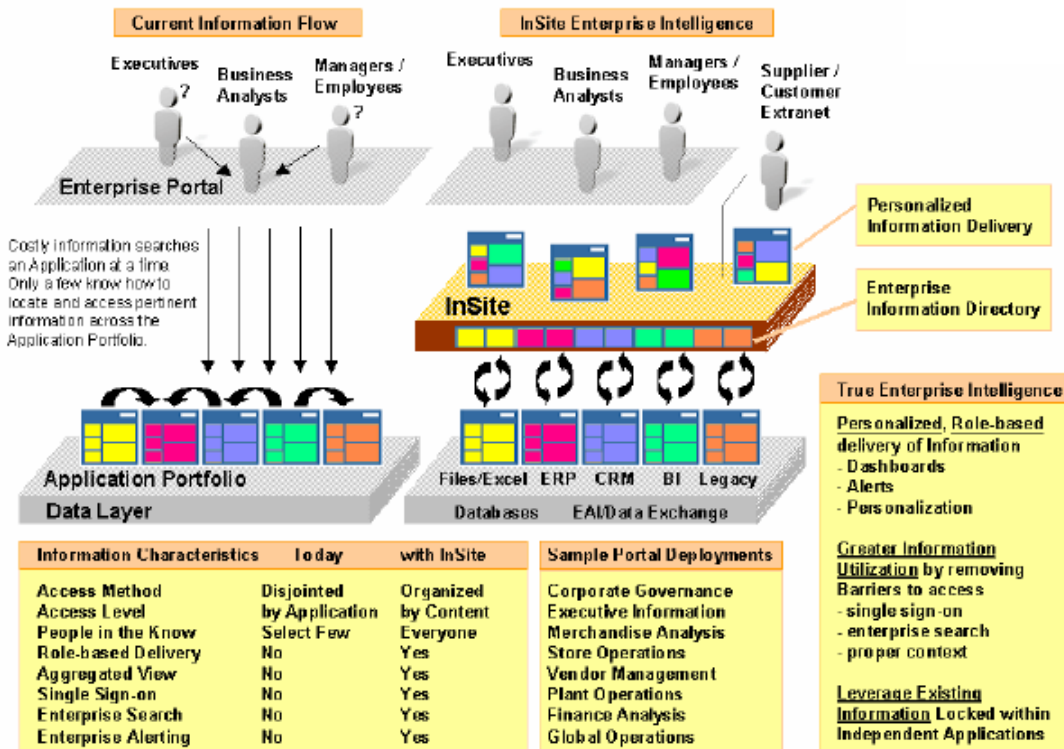 Current Information Flow
Executives
?
Business
Analysts
Managers /
Employees
?
Enterprise Portal
Costly information searches
an Application at a time.
Only a few know how to
locate and access pertinent
information across the
Application Portfolio.
Application Portfolio
Data Layer
InSite Enterprise Intelligence
Executives
Business
Analysts
Managers /
Employees
Supplier /
Customer
Extranet
Personalized
Information Delivery
InSite
Enterprise
Information Directory
Files/Excel ERP CRM BI Legacy
Databases EAI/Data Exchange
Information Characteristics Today with InSite
Access Method Disjointed Organized
Access Level by Application by Content
People in the Know Select Few Everyone
Role-based Delivery No Yes
Aggregated View No Yes
Single Sign-on No Yes
Enterprise Search No Yes
Enterprise Alerting No Yes
Sample Portal Deployments
Corporate Governance
Executive Information
Merchandise Analysis
Store Operations
Vendor Management
Plant Operations
Finance Analysis
Global Operations
True Enterprise Intelligence
Personalized, Role-based
delivery of Information
- Dashboards
- Alerts
- Personalization
Greater Information
Utilization by removing
Barriers to access
- single sign-on
- enterprise search
- proper context
Leverage Existing
Information Locked within
Independent Applications